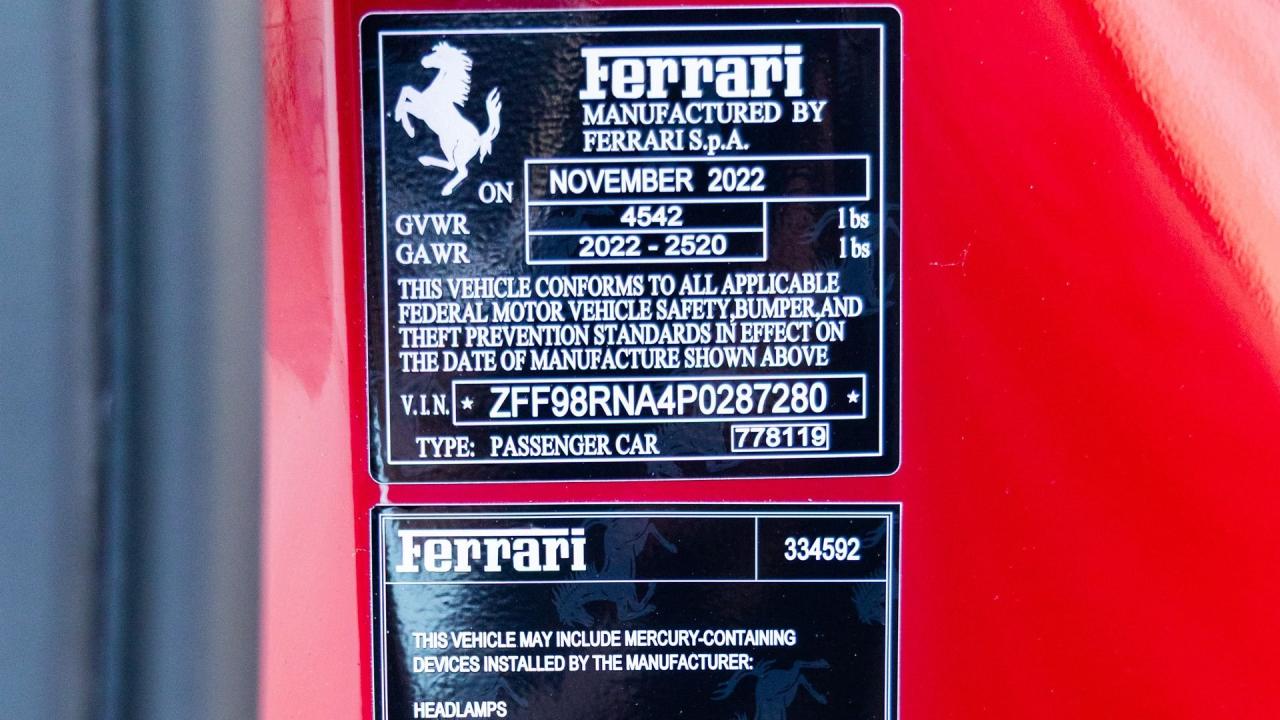 Ferrari
MANUFACTURED BY
FERRARI S.p.A.
ON NOVEMBER 2022
GVWR 4542 lbs
GAWR 2022 - 2520 lbs
THIS VEHICLE CONFORMS TO ALL APPLICABLE
FEDERAL MOTOR VEHICLE SAFETY,BUMPER,AND
THEFT PREVENTION STANDARDS IN EFFECT ON
THE DATE OF MANUFACTURE SHOWN ABOVE
V.I.N. * ZFF98RNA4P0287280 *
TYPE: PASSENGER CAR 778119
Ferrari 334592
THIS VEHICLE MAY INCLUDE MERCURY-CONTAINING
DEVICES INSTALLED BY THE MANUFACTURER:
HEADLAMPS